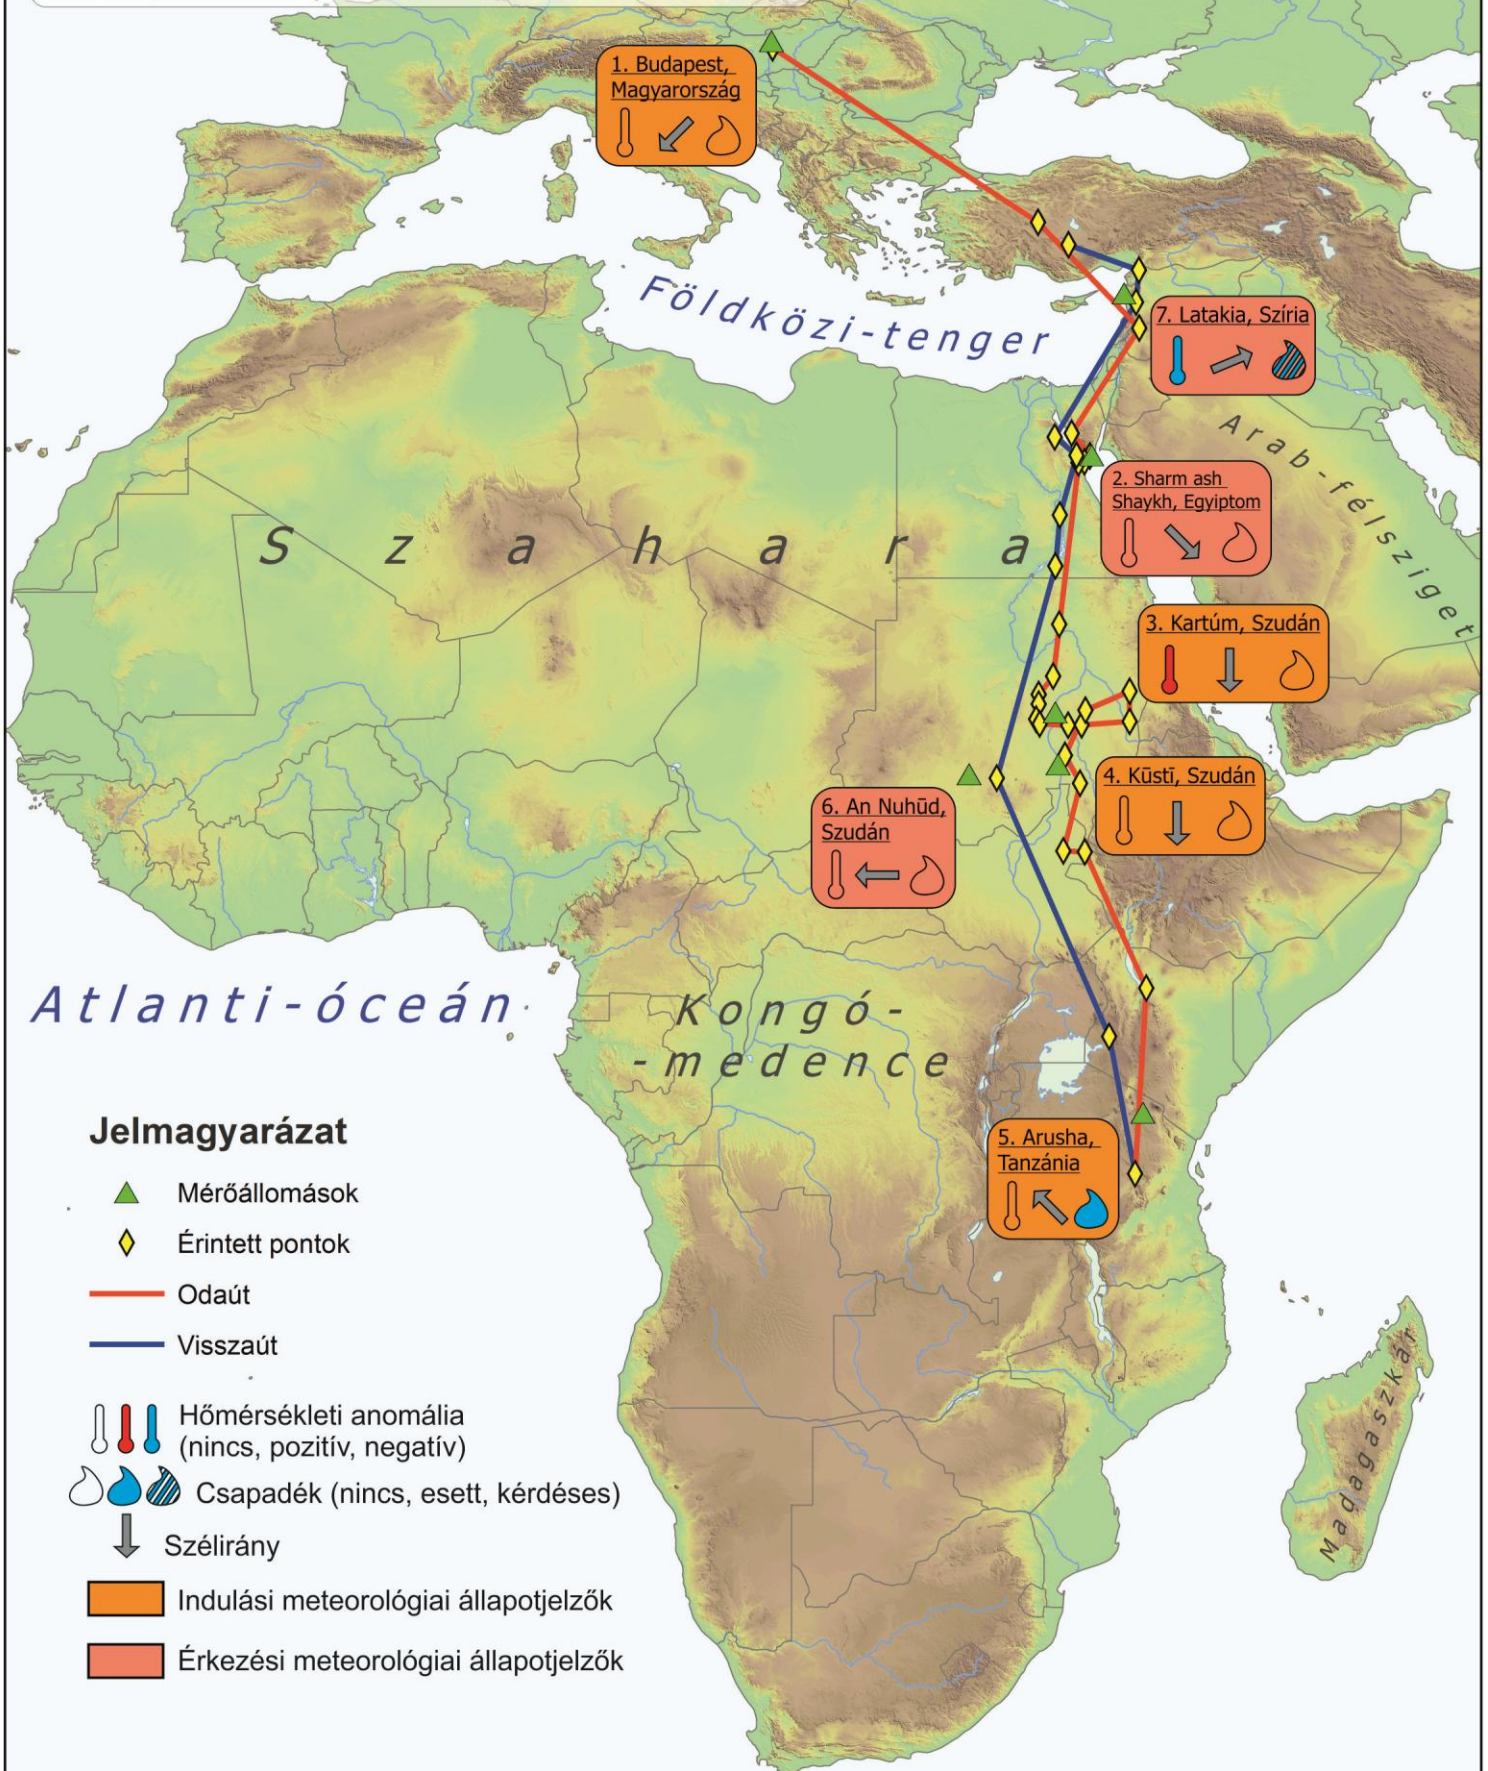 1. Budapest,
Magyarország
Földközi-tenger
7. Latakia, Szíria
Arab-félsziget
2. Sharm ash
Shaykh, Egyiptom
Szahara
3. Kartúm, Szudán
4. Kūstī, Szudán
6. An Nuhūd,
Szudán
Atlanti-óceán
Kongó-
-medence
5. Arusha,
Tanzánia
Madagaszkár
Jelmagyarázat
Mérőállomások
Érintett pontok
Odaút
Visszaút
Hőmérsékleti anomália
(nincs, pozitív, negatív)
Csapadék (nincs, esett, kérdéses)
Szélirány
Indulási meteorológiai állapotjelzők
Érkezési meteorológiai állapotjelzők